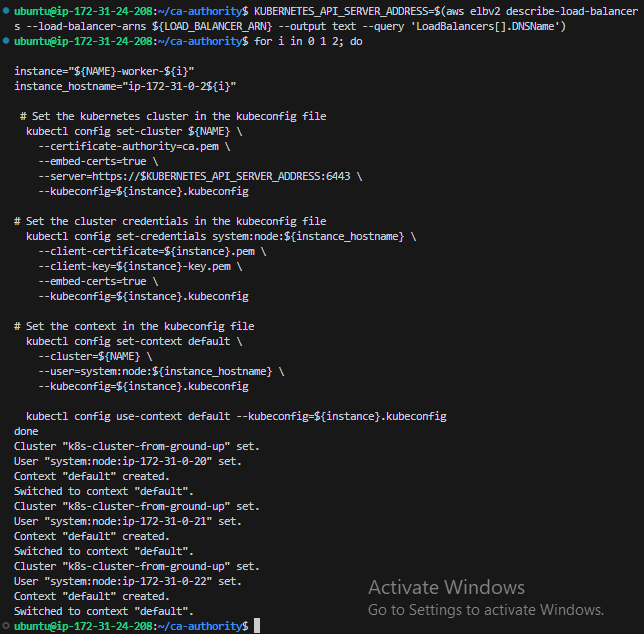 ubuntu@ip-172-31-24-208:~/ca-authority$ KUBERNETES_API_SERVER_ADDRESS=$(aws elbv2 describe-load-balancer
s --load-balancer-arns ${LOAD_BALANCER_ARN} --output text --query 'LoadBalancers[].DNSName')
ubuntu@ip-172-31-24-208:~/ca-authority$ for i in 0 1 2; do
instance="${NAME}-worker-${i}"
instance_hostname="ip-172-31-0-2${i}"
# Set the kubernetes cluster in the kubeconfig file
kubectl config set-cluster ${NAME} \
--certificate-authority=ca.pem \
--embed-certs=true \
--server=https://$KUBERNETES_API_SERVER_ADDRESS:6443 \
--kubeconfig=${instance}.kubeconfig
# Set the cluster credentials in the kubeconfig file
kubectl config set-credentials system:node:${instance_hostname} \
--client-certificate=${instance}.pem \
--client-key=${instance}-key.pem \
--embed-certs=true \
--kubeconfig=${instance}.kubeconfig
# Set the context in the kubeconfig file
kubectl config set-context default \
--cluster=${NAME} \
--user=system:node:${instance_hostname} \
--kubeconfig=${instance}.kubeconfig
kubectl config use-context default --kubeconfig=${instance}.kubeconfig
done
Cluster "k8s-cluster-from-ground-up" set.
User "system:node:ip-172-31-0-20" set.
Context "default" created.
Switched to context "default".
Cluster "k8s-cluster-from-ground-up" set.
User "system:node:ip-172-31-0-21" set.
Context "default" created.
Switched to context "default".
Cluster "k8s-cluster-from-ground-up" set.
User "system:node:ip-172-31-0-22" set.
Context "default" created.
Switched to context "default".
ubuntu@ip-172-31-24-208:~/ca-authority$
Activate Windows
Go to Settings to activate Windows.